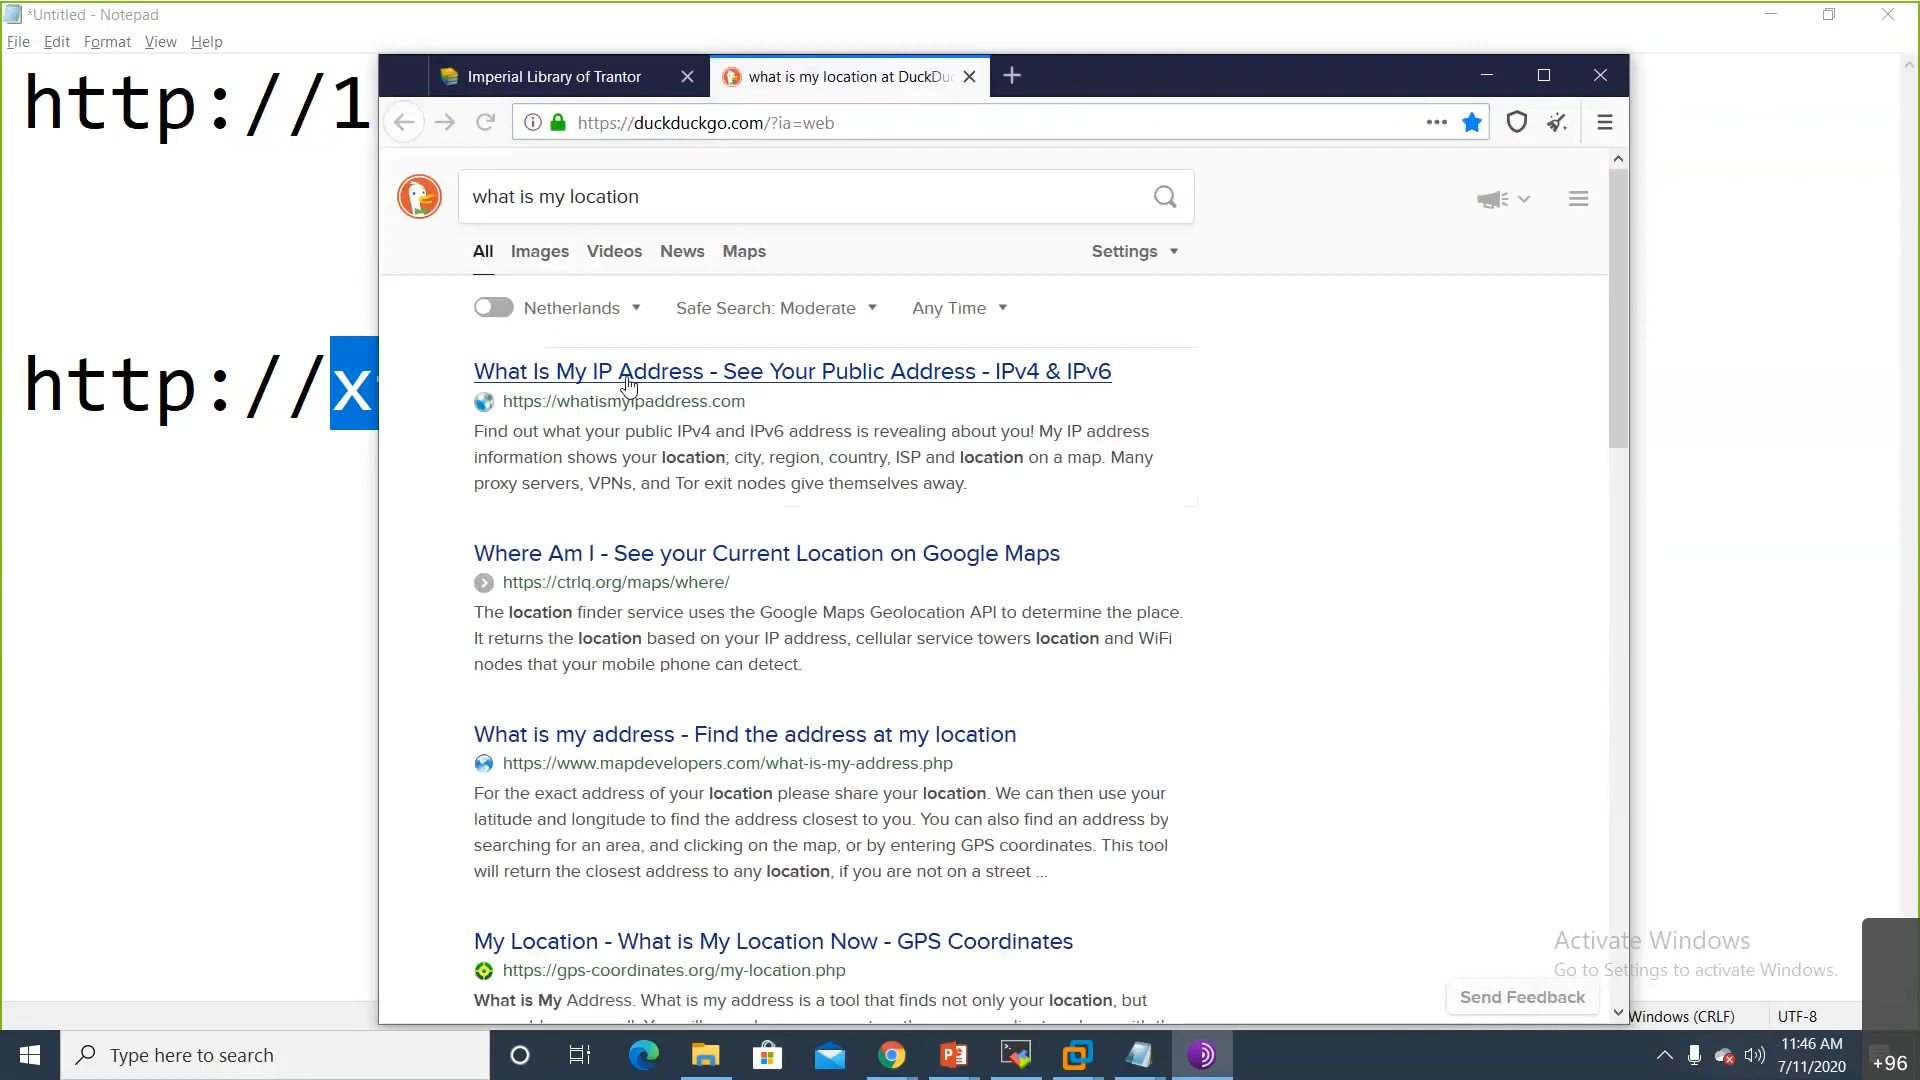 *Untitled - Notepad
File Edit Format View Help
http://1
http://x
Imperial Library of Trantor
what is my location at DuckDu
https://duckduckgo.com/?ia=web
what is my location
All Images Videos News Maps Settings
Netherlands Safe Search: Moderate Any Time
What Is My IP Address - See Your Public Address - IPv4 & IPv6
https://whatismyipaddress.com
Find out what your public IPv4 and IPv6 address is revealing about you! My IP address
information shows your location; city, region, country, ISP and location on a map. Many
proxy servers, VPNs, and Tor exit nodes give themselves away.
Where Am I - See your Current Location on Google Maps
https://ctrlq.org/maps/where/
The location finder service uses the Google Maps Geolocation API to determine the place.
It returns the location based on your IP address, cellular service towers location and WiFi
nodes that your mobile phone can detect.
What is my address - Find the address at my location
https://www.mapdevelopers.com/what-is-my-address.php
For the exact address of your location please share your location. We can then use your
latitude and longitude to find the address closest to you. You can also find an address by
searching for an area, and clicking on the map, or by entering GPS coordinates. This tool
will return the closest address to any location, if you are not on a street ...
My Location - What is My Location Now - GPS Coordinates
https://gps-coordinates.org/my-location.php
What is My Address. What is my address is a tool that finds not only your location, but
Activate Windows
Go to Settings to activate Windows.
Send Feedback
Windows (CRLF) UTF-8
Type here to search
11:46 AM
7/11/2020
+96